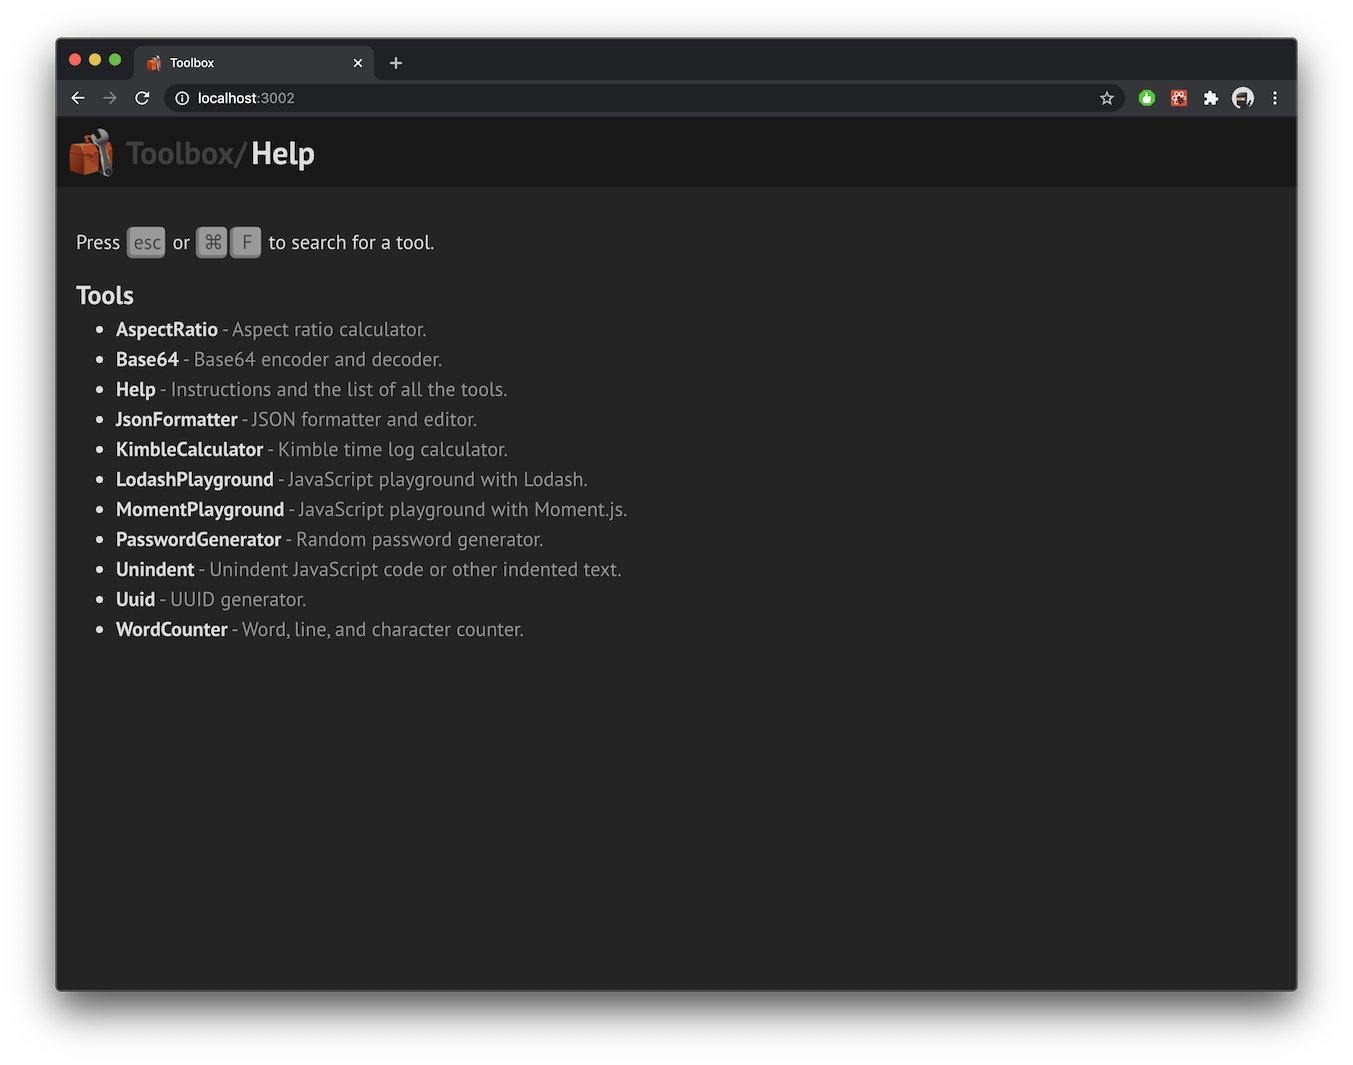 Toolbox
localhost:3002
Toolbox/Help
Press esc or ⌘ F to search for a tool.
Tools
AspectRatio - Aspect ratio calculator.
Base64 - Base64 encoder and decoder.
Help - Instructions and the list of all the tools.
JsonFormatter - JSON formatter and editor.
KimbleCalculator - Kimble time log calculator.
LodashPlayground - JavaScript playground with Lodash.
MomentPlayground - JavaScript playground with Moment.js.
PasswordGenerator - Random password generator.
Unindent - Unindent JavaScript code or other indented text.
Uuid - UUID generator.
WordCounter - Word, line, and character counter.